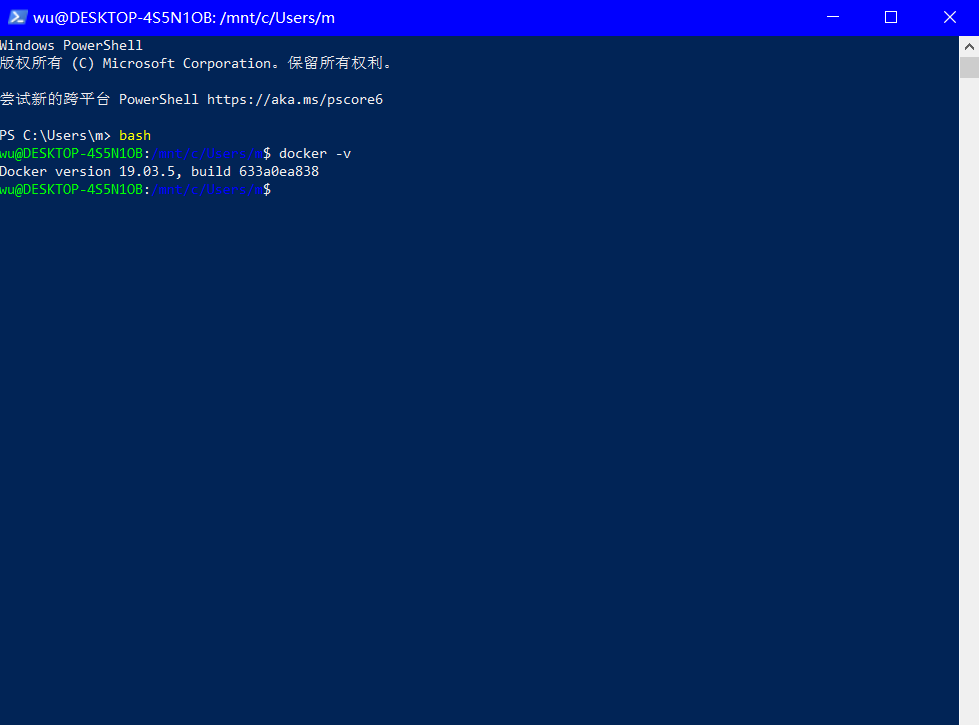 wu@DESKTOP-4S5N1OB: /mnt/c/Users/m
Windows PowerShell
版权所有 (C) Microsoft Corporation。保留所有权利。
尝试新的跨平台 PowerShell https://aka.ms/pscore6
PS C:\Users\m> bash
wu@DESKTOP-4S5N1OB:/mnt/c/Users/m$ docker -v
Docker version 19.03.5, build 633a0ea838
wu@DESKTOP-4S5N1OB:/mnt/c/Users/m$